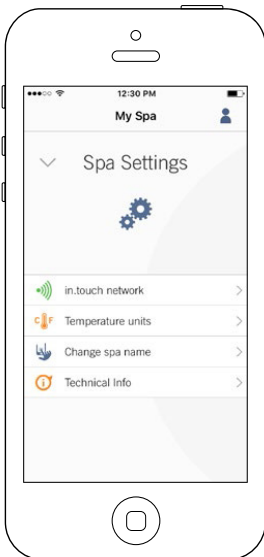 12:30 PM
My Spa
Spa Settings
in.touch network
C F Temperature units
Change spa name
i Technical Info